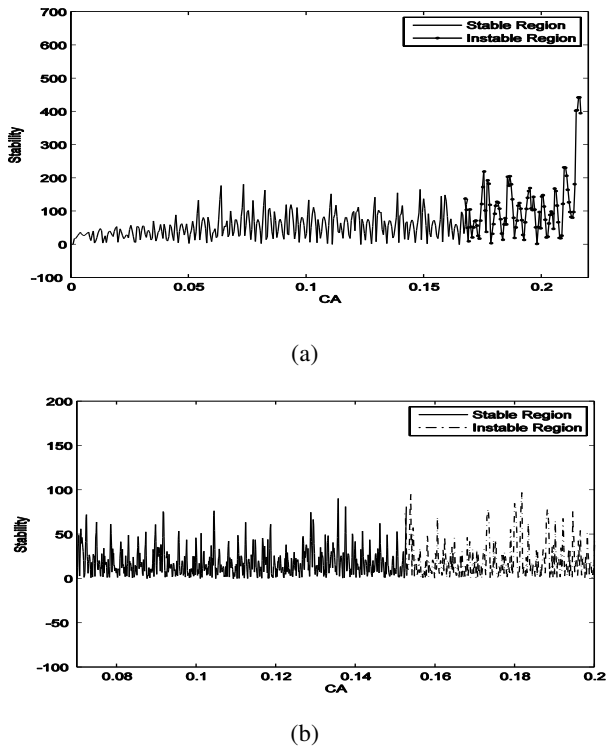 700
600
500
400
300
200
100
0
-100
Stability
Stable Region
Instable Region
0 0.05 0.1 0.15 0.2
CA
(a)
200
150
100
50
0
-50
-100
Stability
Stable Region
Instable Region
0.08 0.1 0.12 0.14 0.16 0.18 0.2
CA
(b)